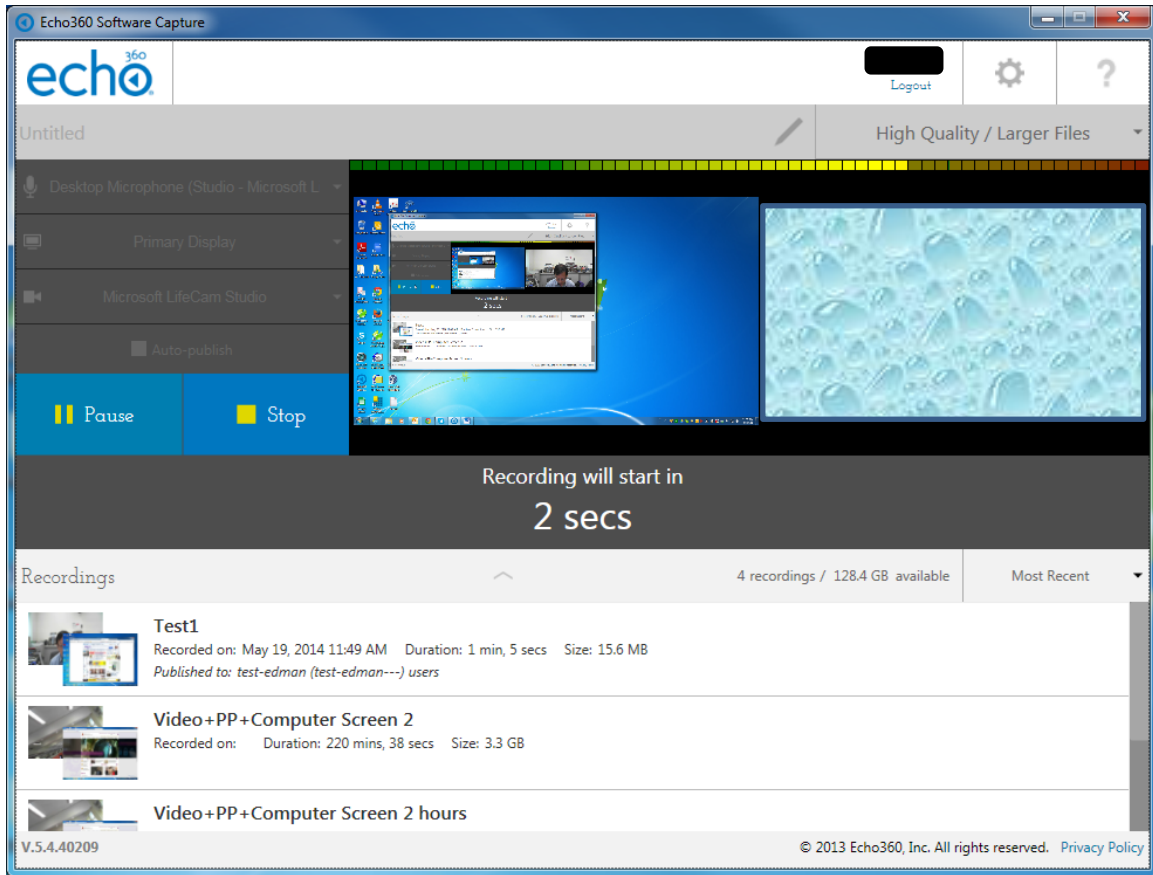 Echo360 Software Capture
echo360
Logout
?
Untitled
High Quality / Larger Files
Desktop Microphone (Studio - Microsoft L
Primary Display
Microsoft LifeCam Studio
Auto-publish
Pause
Stop
echo
2 secs
Recording will start in
2 secs
Recordings
4 recordings / 128.4 GB available
Most Recent
Test1
Recorded on: May 19, 2014 11:49 AM Duration: 1 min, 5 secs Size: 15.6 MB
Published to: test-edman (test-edman---) users
Video+PP+Computer Screen 2
Recorded on: Duration: 220 mins, 38 secs Size: 3.3 GB
Video+PP+Computer Screen 2 hours
V.5.4.40209
© 2013 Echo360, Inc. All rights reserved. Privacy Policy